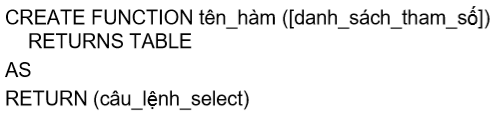 CREATE FUNCTION tên_hàm ([danh_sách_tham_số])
RETURNS TABLE
AS
RETURN (câu_lệnh_select)